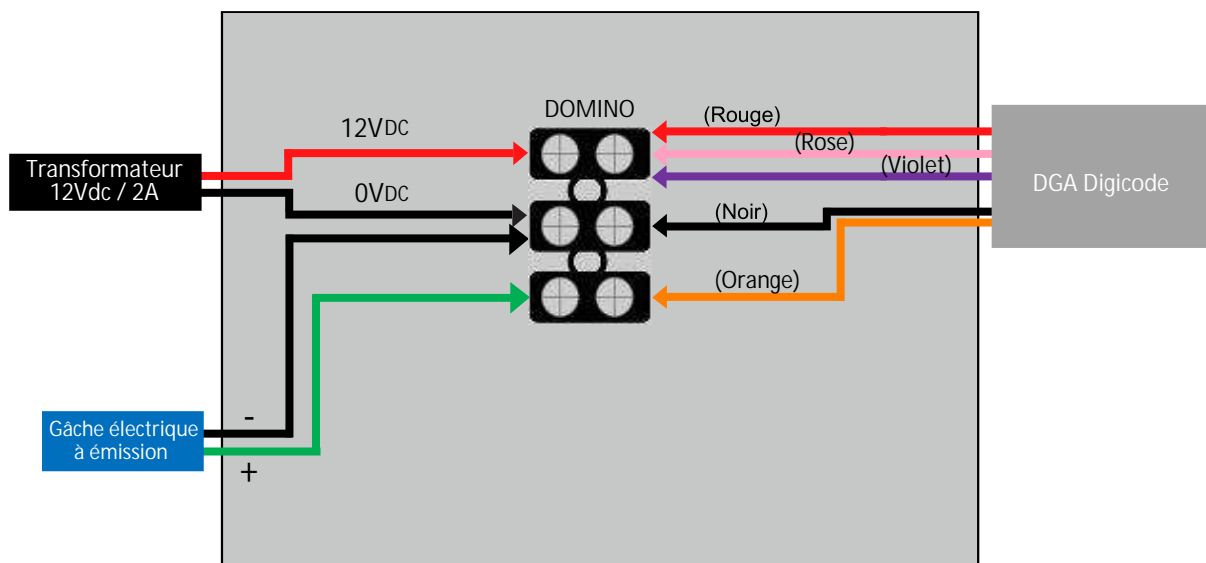 DOMINO
12VDC
(Rouge)
(Rose)
Transformateur
12Vdc / 2A
(Violet)
DGA Digicode
0VDC
(Noir)
(Orange)
-
Gâche électrique
à émission
+